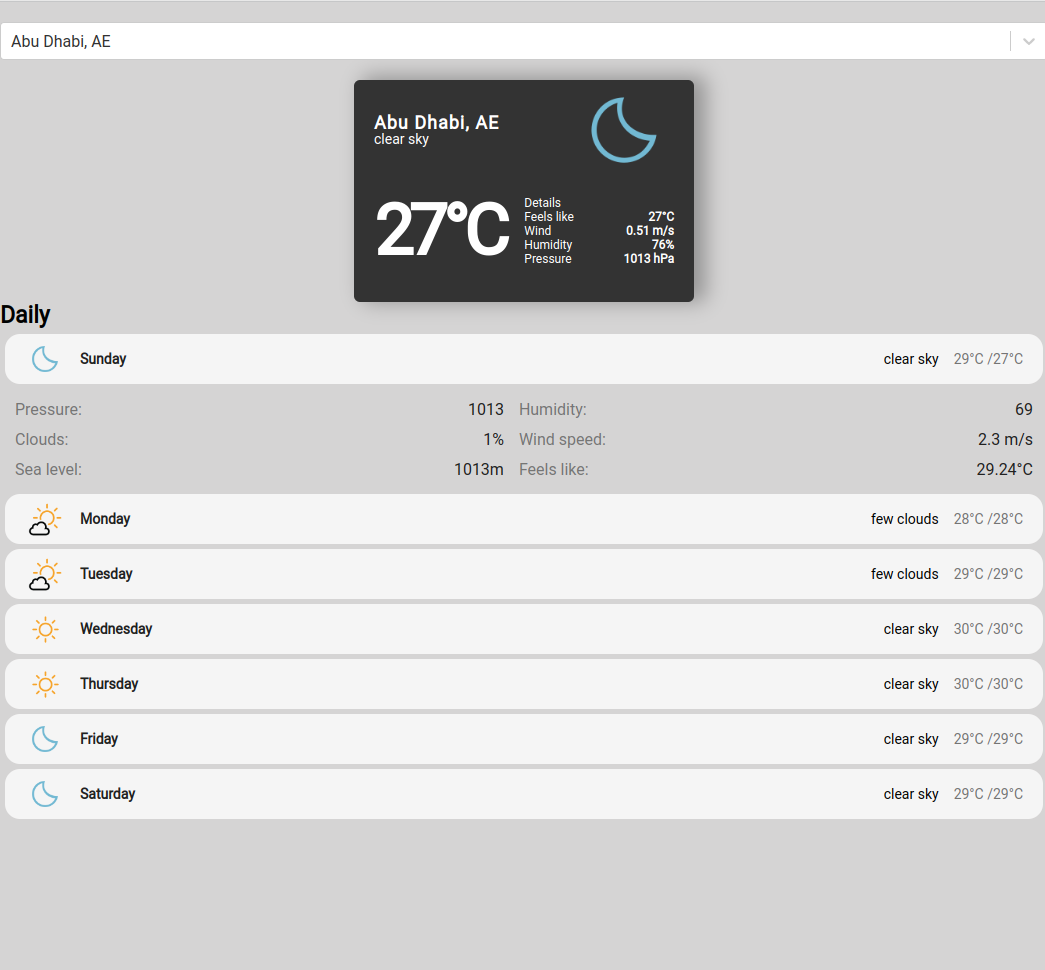 Abu Dhabi, AE
Abu Dhabi, AE
clear sky
27°C
Details
Feels like 27°C
Wind 0.51 m/s
Humidity 76%
Pressure 1013 hPa
Daily
Sunday clear sky 29°C /27°C
Pressure: 1013 Humidity: 69
Clouds: 1% Wind speed: 2.3 m/s
Sea level: 1013m Feels like: 29.24°C
Monday few clouds 28°C /28°C
Tuesday few clouds 29°C /29°C
Wednesday clear sky 30°C /30°C
Thursday clear sky 30°C /30°C
Friday clear sky 29°C /29°C
Saturday clear sky 29°C /29°C